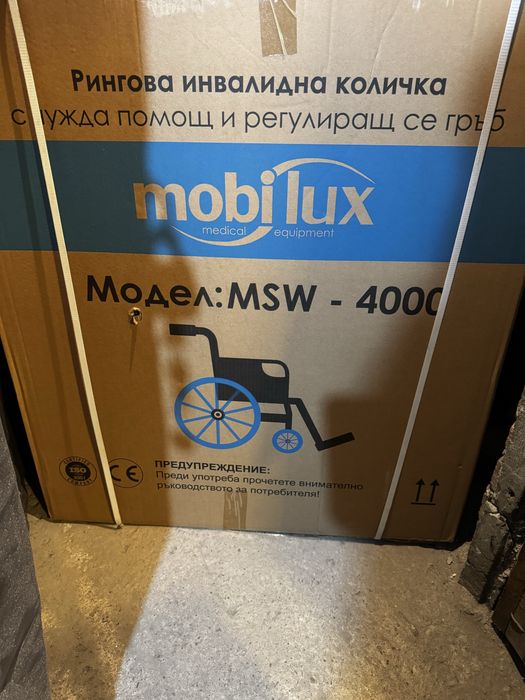 Рингова инвалидна количка
с нужда помощ и регулиращ се гръб
mobilux
medical equipment
Модел: MSW - 4000
ISO
CE
ПРЕДУПРЕЖДЕНИЕ:
Преди употреба прочетете внимателно
ръководството за потребителя!